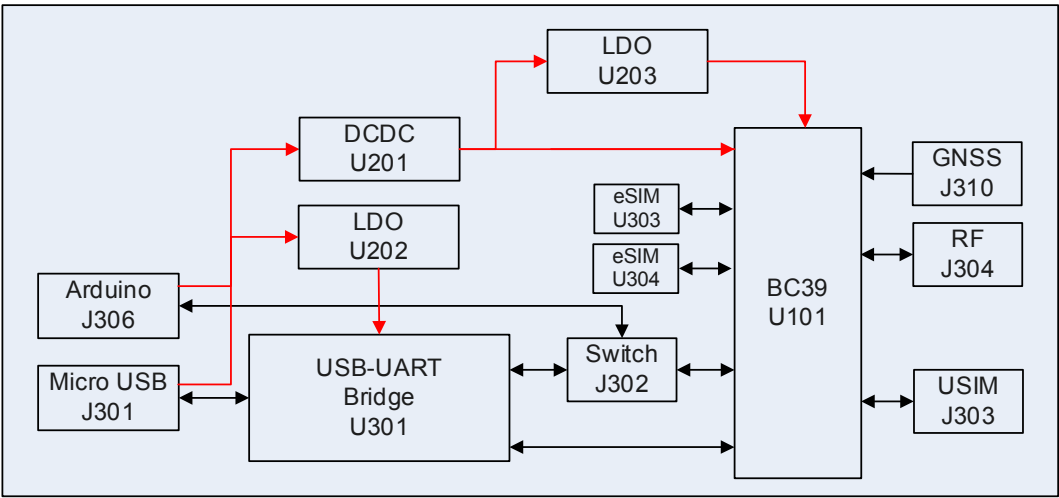 LDO
U203
DCDC
U201
GNSS
J310
eSIM
U303
LDO
U202
RF
J304
eSIM
U304
Arduino
J306
BC39
U101
USB-UART
Bridge
U301
Switch
J302
Micro USB
J301
USIM
J303